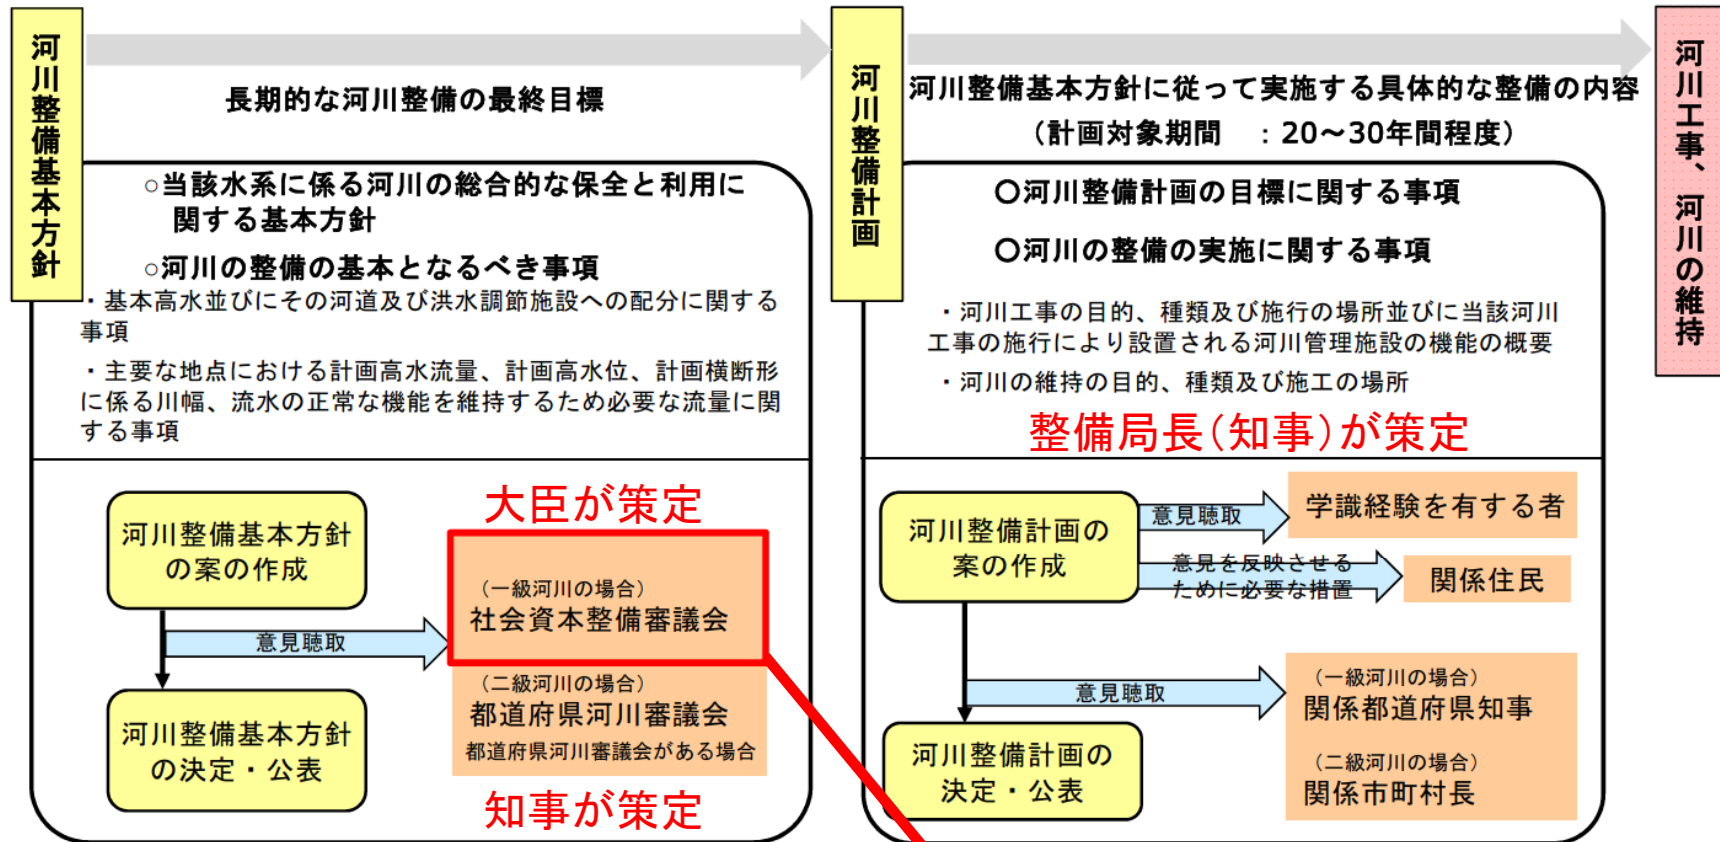 河川整備基本方針
長期的な河川整備の最終目標
○当該水系に係る河川の総合的な保全と利用に
関する基本方針
○河川の整備の基本となるべき事項
・基本高水並びにその河道及び洪水調節施設への配分に関する
事項
・主要な地点における計画高水流量、計画高水位、計画横断形
に係る川幅、流水の正常な機能を維持するため必要な流量に関
する事項
河川整備基本方針
の案の作成
意見聴取
大臣が策定
（一級河川の場合）
社会資本整備審議会
（二級河川の場合）
都道府県河川審議会
都道府県河川審議会がある場合
知事が策定
河川整備基本方針
の決定・公表
河川整備計画
河川整備基本方針に従って実施する具体的な整備の内容
（計画対象期間　：20～30年間程度）
〇河川整備計画の目標に関する事項
〇河川の整備の実施に関する事項
・河川工事の目的、種類及び施行の場所並びに当該河川
工事の施行により設置される河川管理施設の機能の概要
・河川の維持の目的、種類及び施工の場所
整備局長（知事）が策定
河川整備計画の
案の作成
意見聴取
学識経験を有する者
意見を反映させる
ために必要な措置
関係住民
意見聴取
（一級河川の場合）
関係都道府県知事
（二級河川の場合）
関係市町村長
河川整備計画の
決定・公表
河川工事、河川の維持